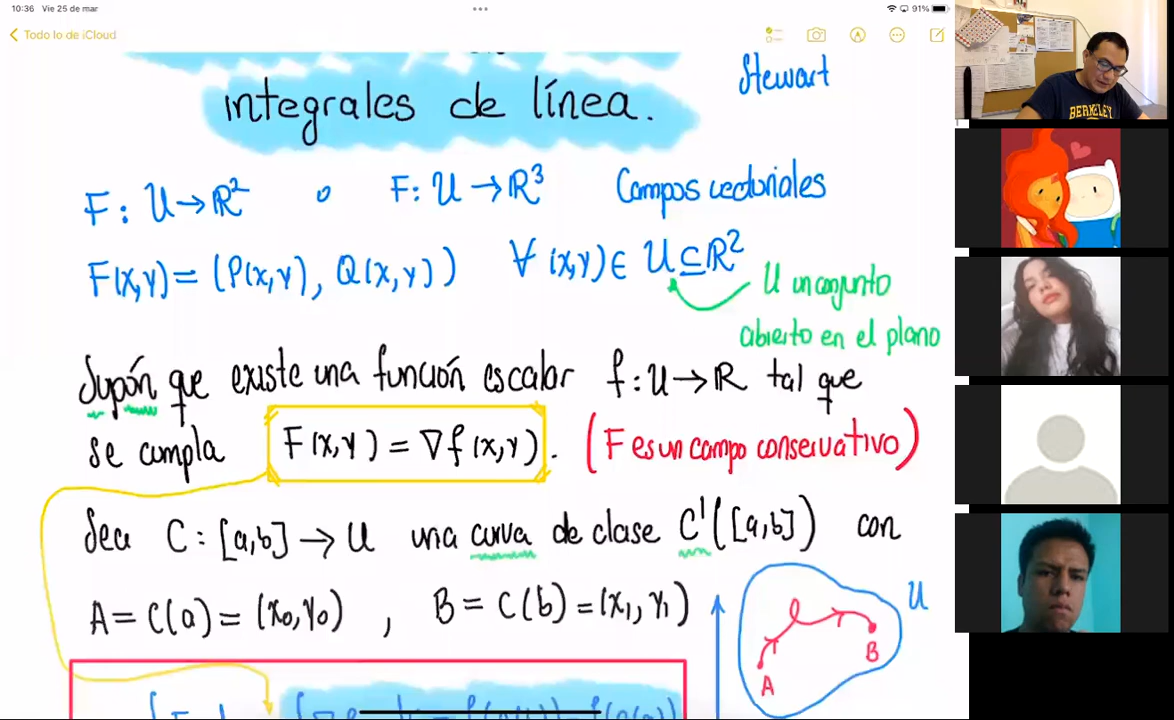 10:36 Vie 25 de mar
91%
Todo lo de iCloud
BERKELEY
Stewart
integrales de línea.
F: U→ℝ² o F: U→ℝ³ Campos vectoriales
F(x,y)=(P(x,y), Q(x,y)) ∀ (x,y)∈ U⊆ℝ²
U un conjunto
abierto en el plano
Supón que existe una función escalar f: U→ℝ tal que
se cumpla F(x,y)=∇f(x,y). (F es un campo conservativo)
Sea C: [a,b]→U una curva de clase C¹([a,b]) con
A=C(a)=(x₀,y₀), B=C(b)=(x₁,y₁)
U
A
B